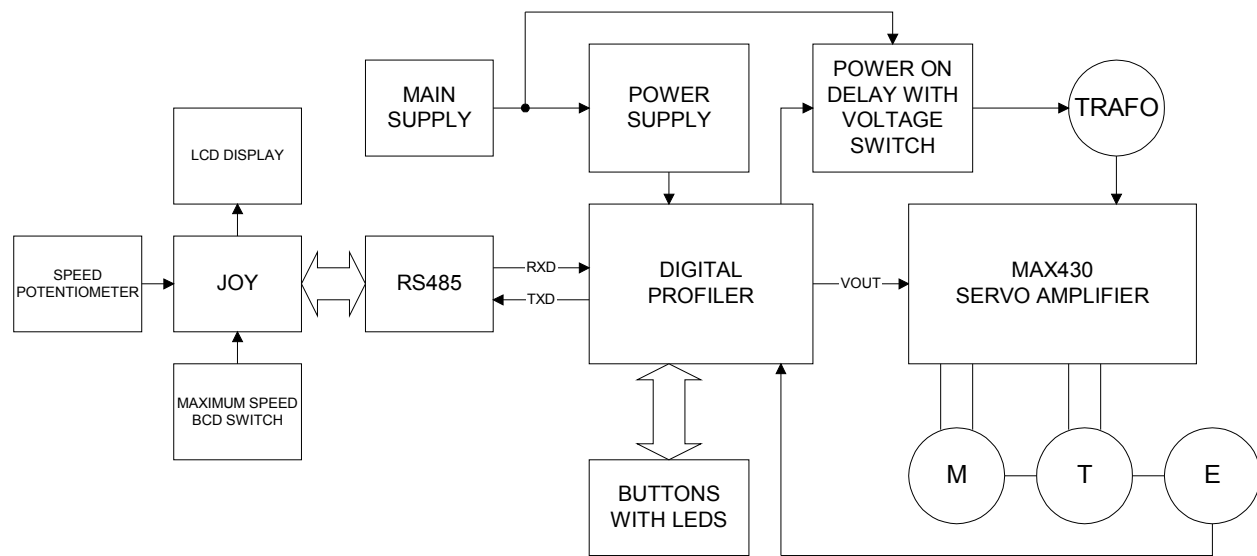 MAIN
SUPPLY
POWER
SUPPLY
POWER ON
DELAY WITH
VOLTAGE
SWITCH
TRAFO
LCD DISPLAY
SPEED
POTENTIOMETER
JOY
RS485
RXD
TXD
DIGITAL
PROFILER
VOUT
MAX430
SERVO AMPLIFIER
MAXIMUM SPEED
BCD SWITCH
BUTTONS
WITH LEDS
M
T
E